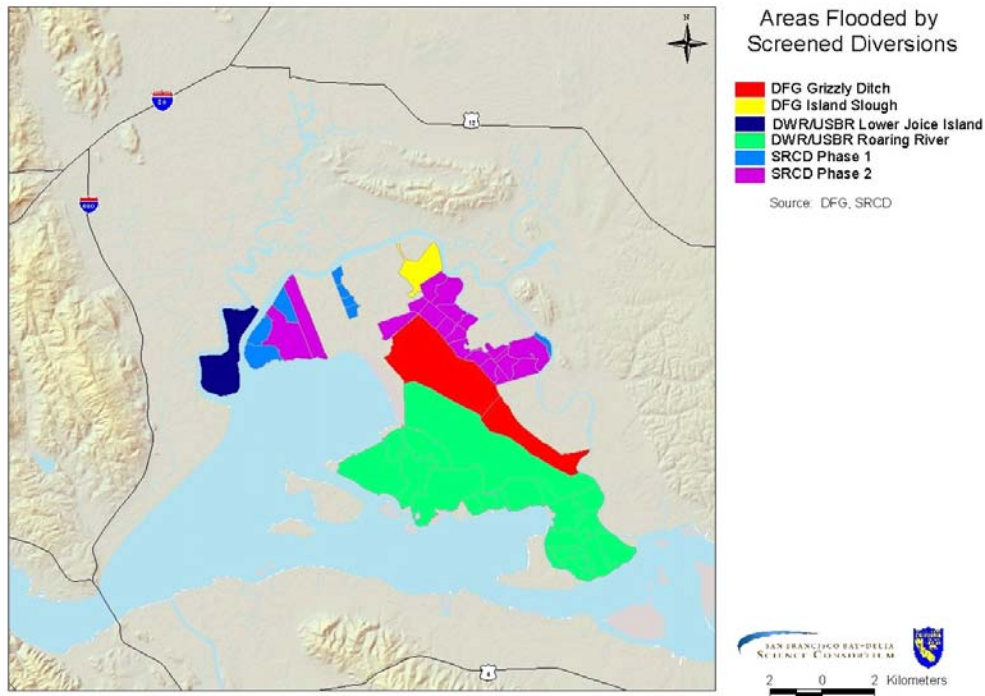 Areas Flooded by
Screened Diversions
DFG Grizzly Ditch
DFG Island Slough
DWR/USBR Lower Joice Island
DWR/USBR Roaring River
SRCD Phase 1
SRCD Phase 2
Source: DFG, SRCD
N
12
4
SAN FRANCISCO BAY~DELTA
SCIENCE CONSORTIUM
2 0 2 Kilometers